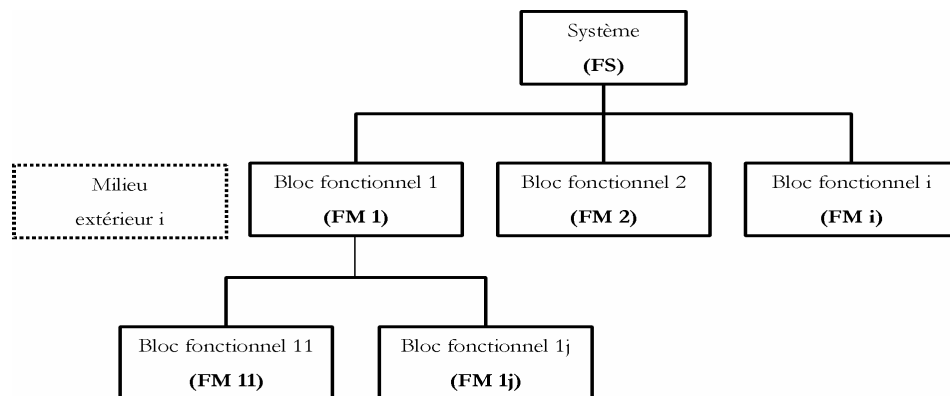 Système
(FS)
Milieu
extérieur i
Bloc fonctionnel 1
(FM 1)
Bloc fonctionnel 2
(FM 2)
Bloc fonctionnel i
(FM i)
Bloc fonctionnel 11
(FM 11)
Bloc fonctionnel 1j
(FM 1j)